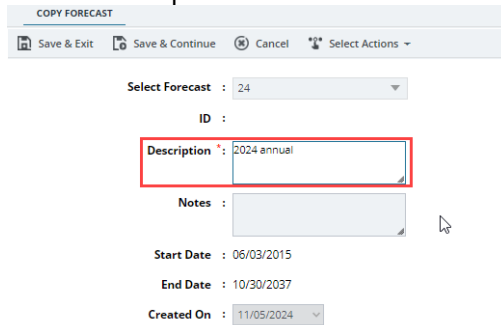 COPY FORECAST
Save & Exit Save & Continue Cancel Select Actions
Select Forecast : 24
ID :
Description *: 2024 annual
Notes :
Start Date : 06/03/2015
End Date : 10/30/2037
Created On : 11/05/2024